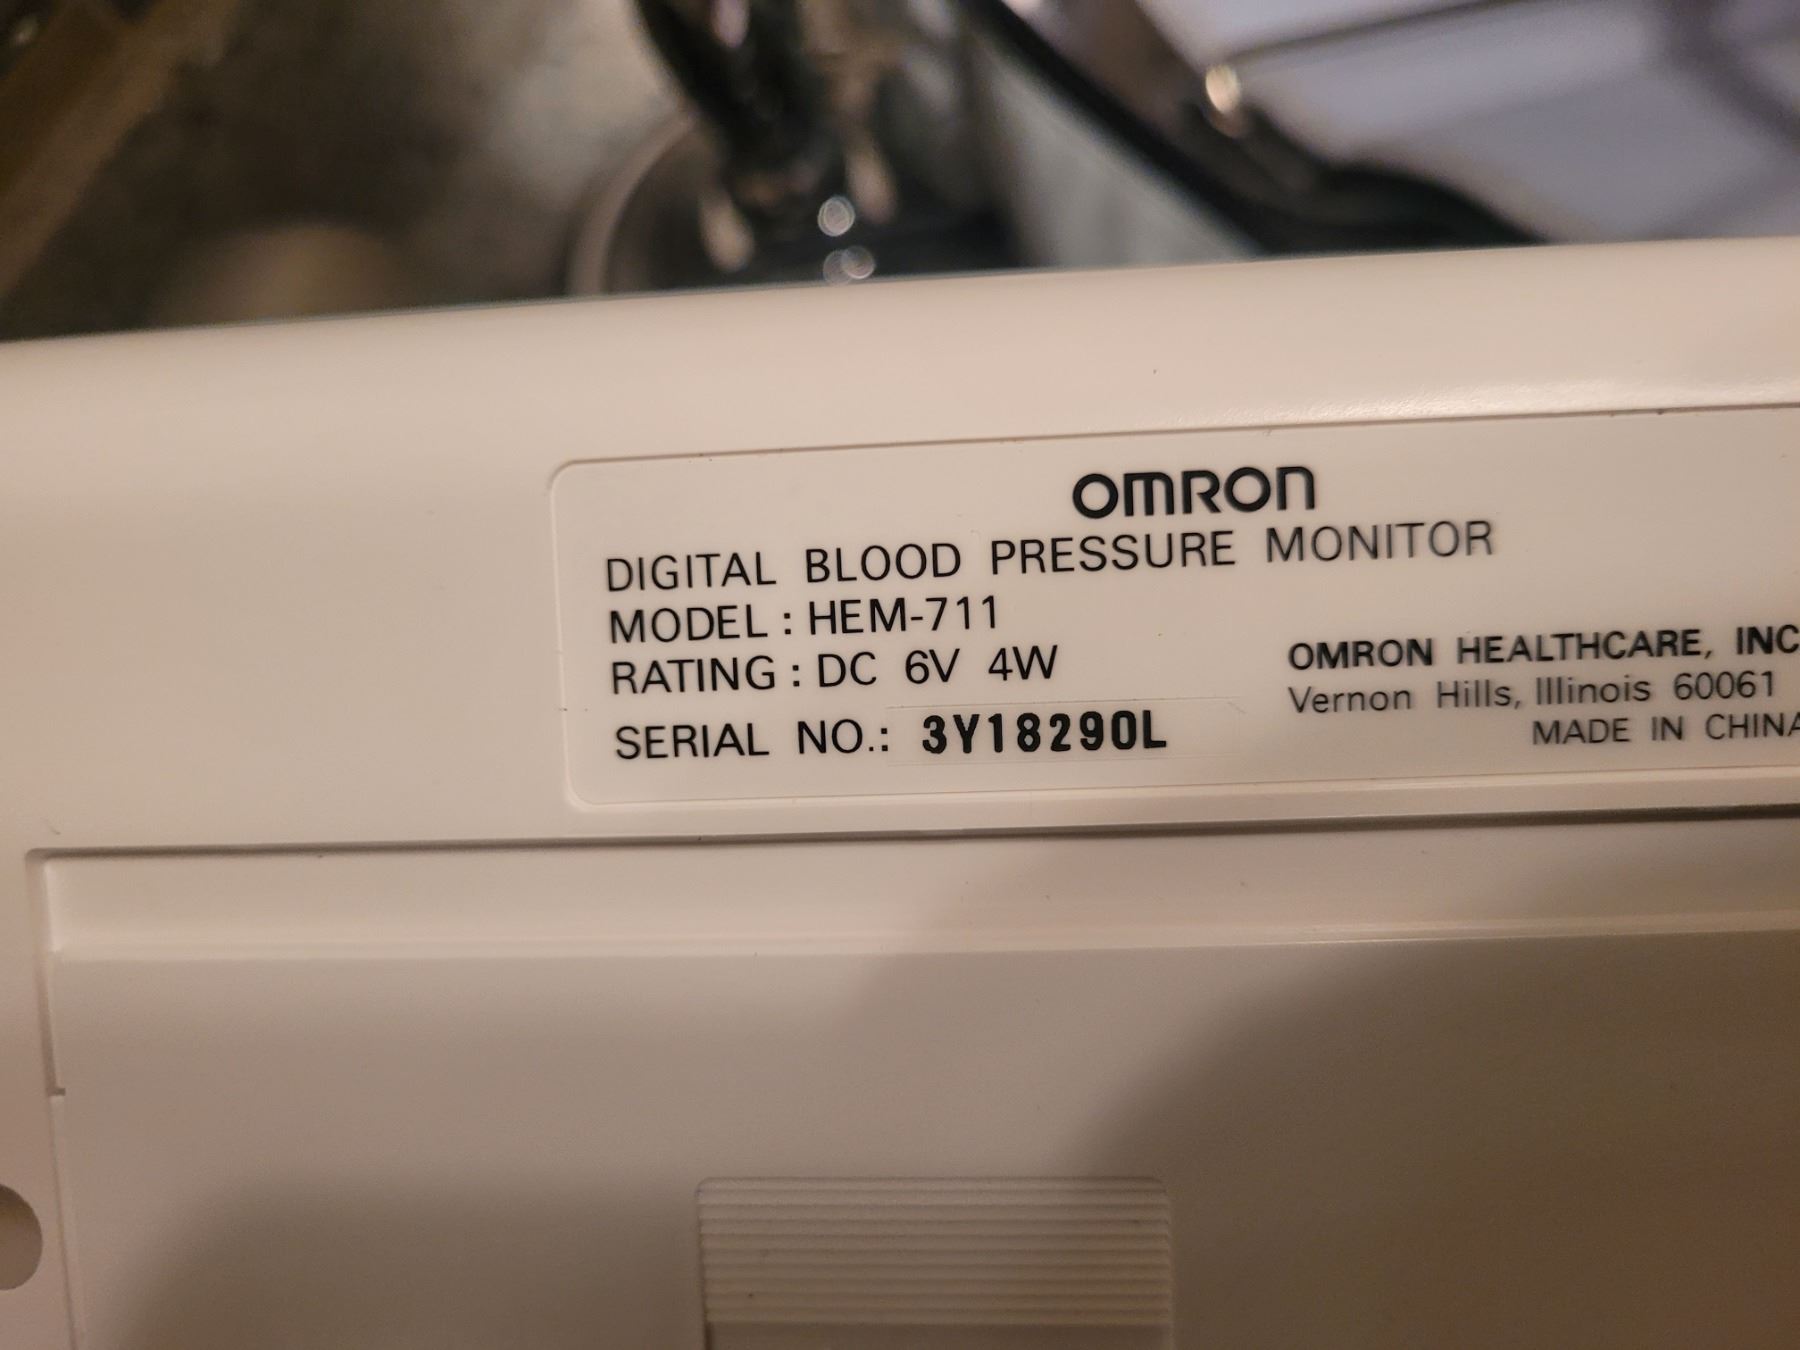 OMRON
DIGITAL BLOOD PRESSURE MONITOR
MODEL : HEM-711
RATING : DC 6V 4W
SERIAL NO.: 3Y18290L
OMRON HEALTHCARE, INC
Vernon Hills, Illinois 60061
MADE IN CHINA